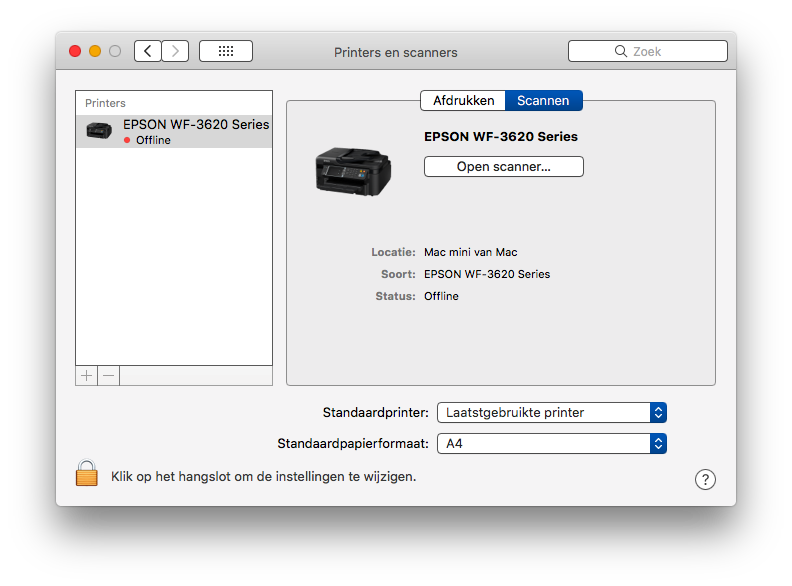 Printers en scanners
Zoek
Printers
EPSON WF-3620 Series
Offline
Afdrukken
Scannen
EPSON WF-3620 Series
Open scanner...
Locatie: Mac mini van Mac
Soort: EPSON WF-3620 Series
Status: Offline
Standaardprinter: Laatstgebruikte printer
Standaardpapierformaat: A4
Klik op het hangslot om de instellingen te wijzigen.
?